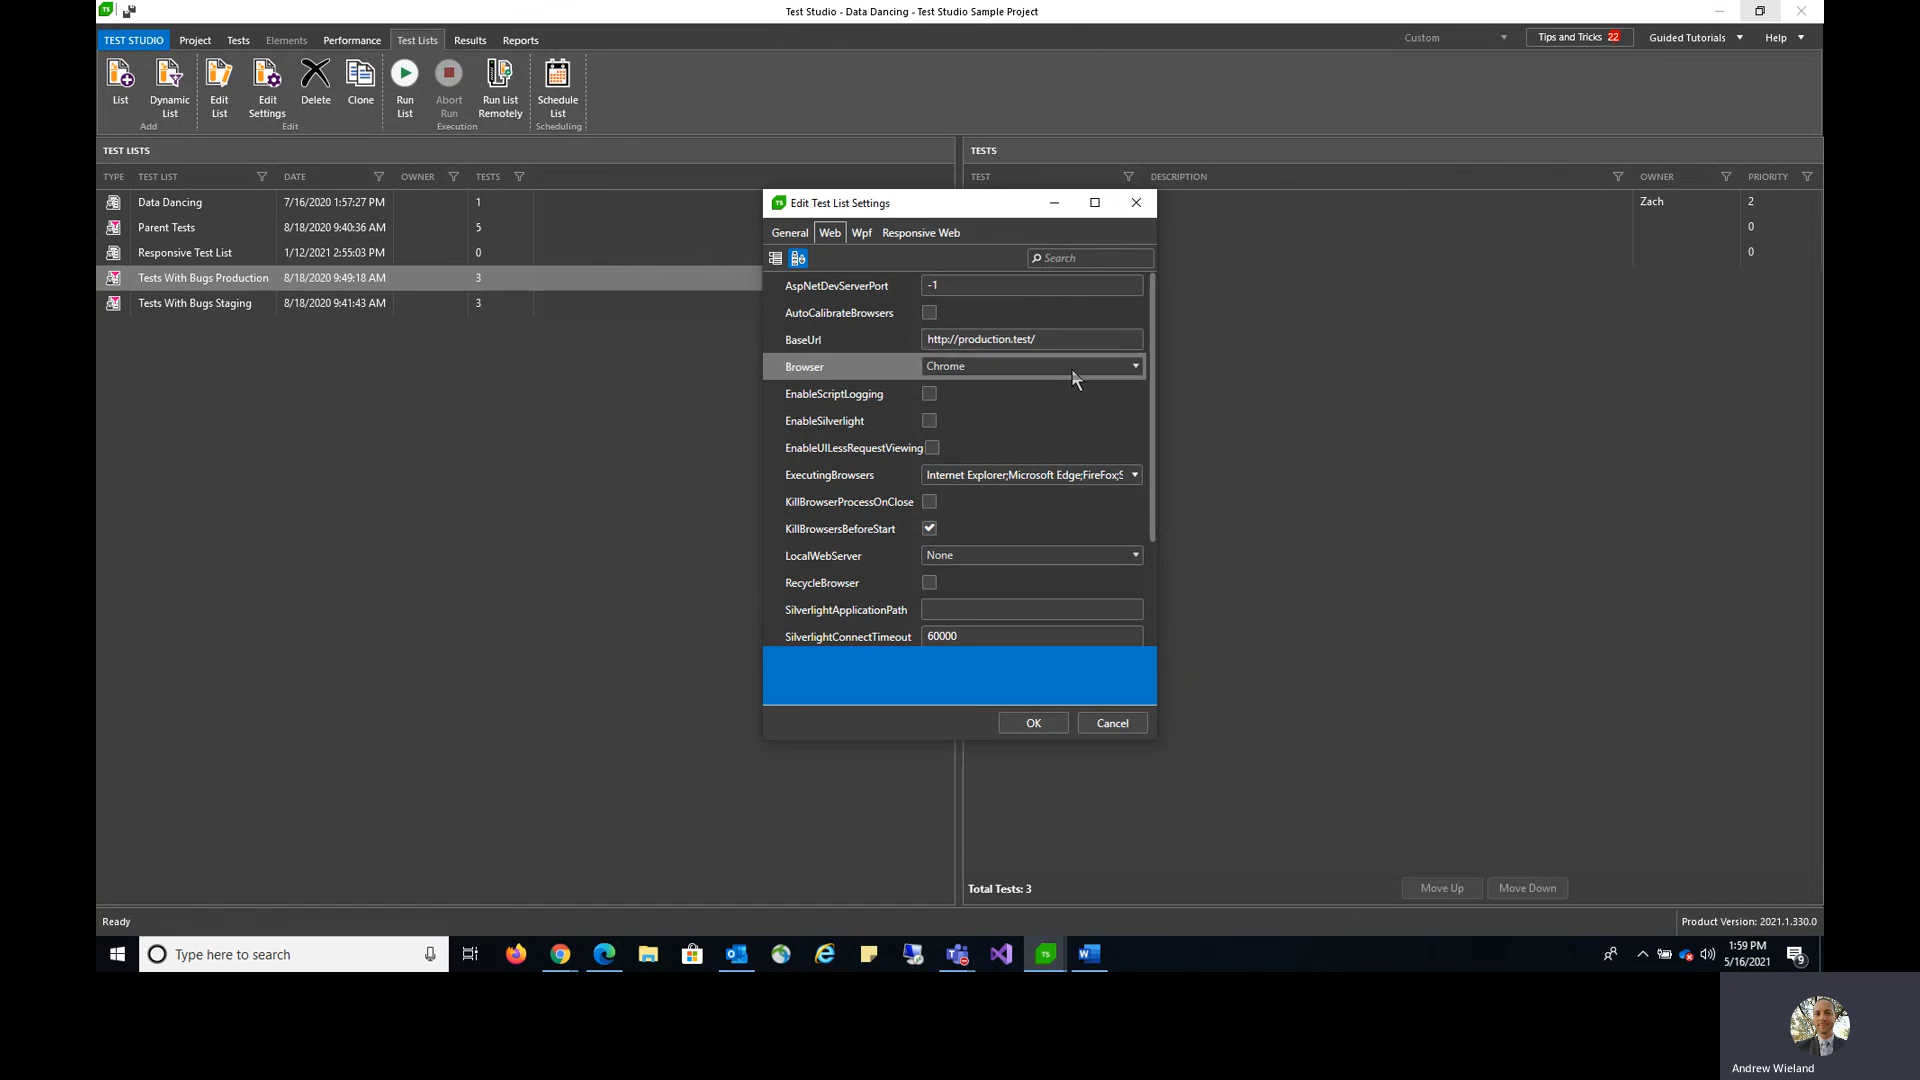 Test Studio - Data Dancing - Test Studio Sample Project
TEST STUDIO Project Tests Elements Performance Test Lists Results Reports
Custom Tips and Tricks 22 Guided Tutorials Help
List Dynamic List Edit List Edit Settings Delete Clone Run List Abort Run Run List Remotely Schedule List
Add Edit Execution Scheduling
TEST LISTS TESTS
TYPE TEST LIST DATE OWNER TESTS TEST DESCRIPTION OWNER PRIORITY
Data Dancing 7/16/2020 1:57:27 PM 1 Zach 2
Parent Tests 8/18/2020 9:40:36 AM 5 0
Responsive Test List 1/12/2021 2:55:03 PM 0 0
Tests With Bugs Production 8/18/2020 9:49:18 AM 3
Tests With Bugs Staging 8/18/2020 9:41:43 AM 3
TS Edit Test List Settings
General Web Wpf Responsive Web
Search
AspNetDevServerPort -1
AutoCalibrateBrowsers
BaseUrl http://production.test/
Browser Chrome
EnableScriptLogging
EnableSilverlight
EnableUILessRequestViewing
ExecutingBrowsers Internet Explorer;Microsoft Edge;FireFox;S
KillBrowserProcessOnClose
KillBrowsersBeforeStart
LocalWebServer None
RecycleBrowser
SilverlightApplicationPath
SilverlightConnectTimeout 60000
OK Cancel
Total Tests: 3 Move Up Move Down
Ready Product Version: 2021.1.330.0
Type here to search
TS
1:59 PM
5/16/2021
9
Andrew Wieland